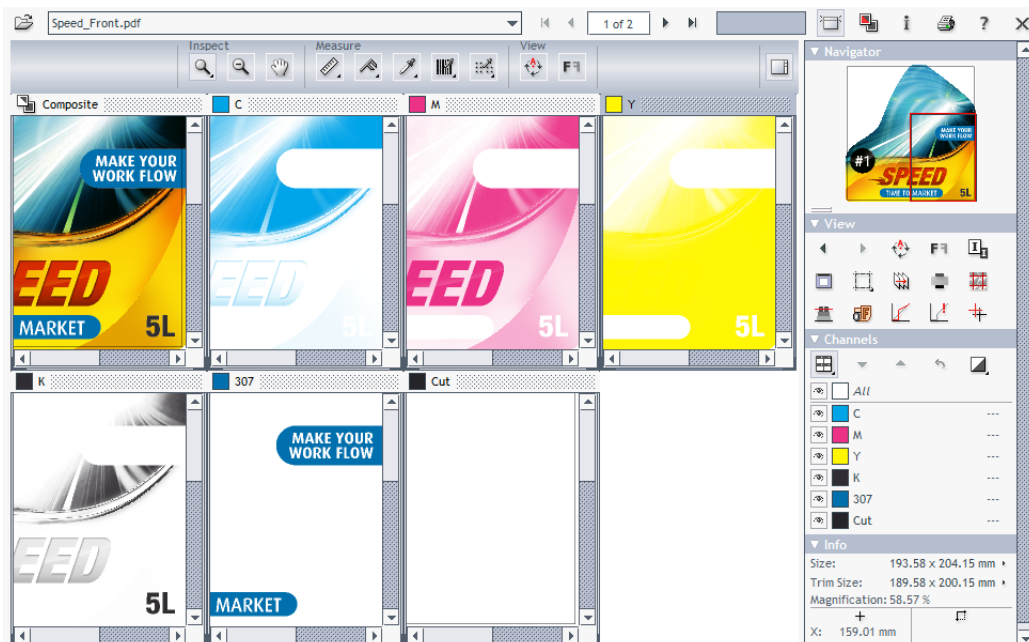 Speed_Front.pdf
1 of 2
i
?
Inspect
Measure
View
F
Navigator
MAKE YOUR
WORK FLOW
#1
SPEED
TIME TO MARKET
5L
Composite
C
M
Y
MAKE YOUR
WORK FLOW
EED
MARKET
5L
EED
5L
EED
5L
5L
View
F
Channels
All
C
M
Y
K
307
Cut
---
---
---
---
---
---
K
307
Cut
EED
5L
MAKE YOUR
WORK FLOW
MARKET
Info
Size: 193.58 x 204.15 mm
Trim Size: 189.58 x 200.15 mm
Magnification: 58.57 %
X: 159.01 mm